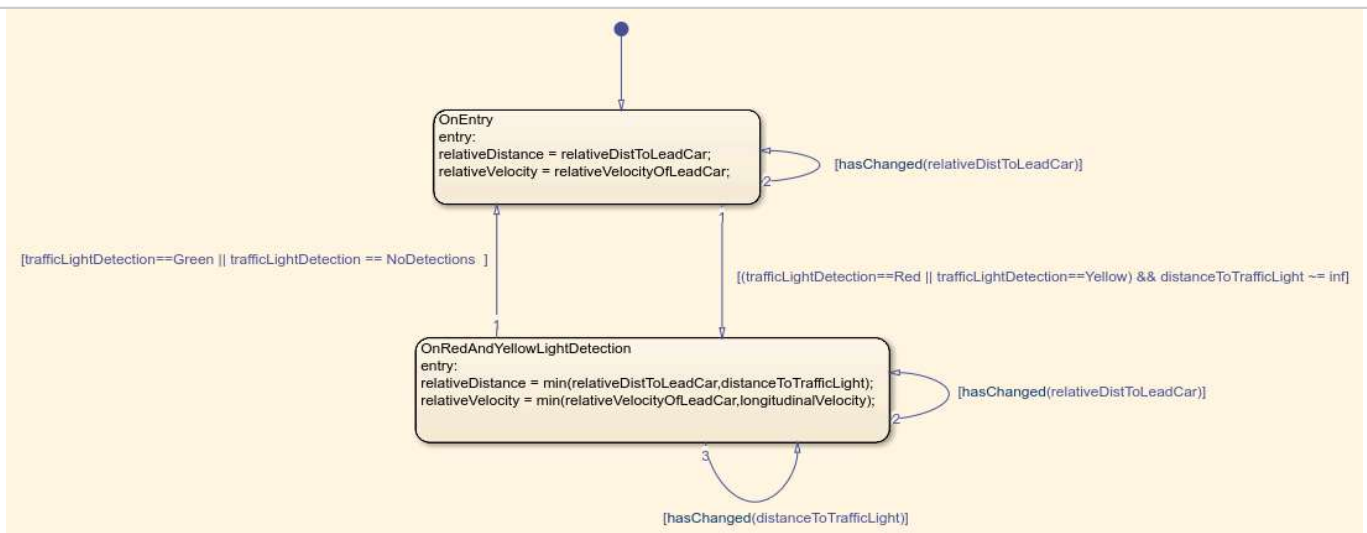 OnEntry
entry:
relativeDistance = relativeDistToLeadCar;
relativeVelocity = relativeVelocityOfLeadCar;
2
[hasChanged(relativeDistToLeadCar)]
1
[trafficLightDetection==Green || trafficLightDetection == NoDetections  ]
[(trafficLightDetection==Red || trafficLightDetection==Yellow) && distanceToTrafficLight ~= inf]
1
OnRedAndYellowLightDetection
entry:
relativeDistance = min(relativeDistToLeadCar,distanceToTrafficLight);
relativeVelocity = min(relativeVelocityOfLeadCar,longitudinalVelocity);
[hasChanged(relativeDistToLeadCar)]
2
3
[hasChanged(distanceToTrafficLight)]